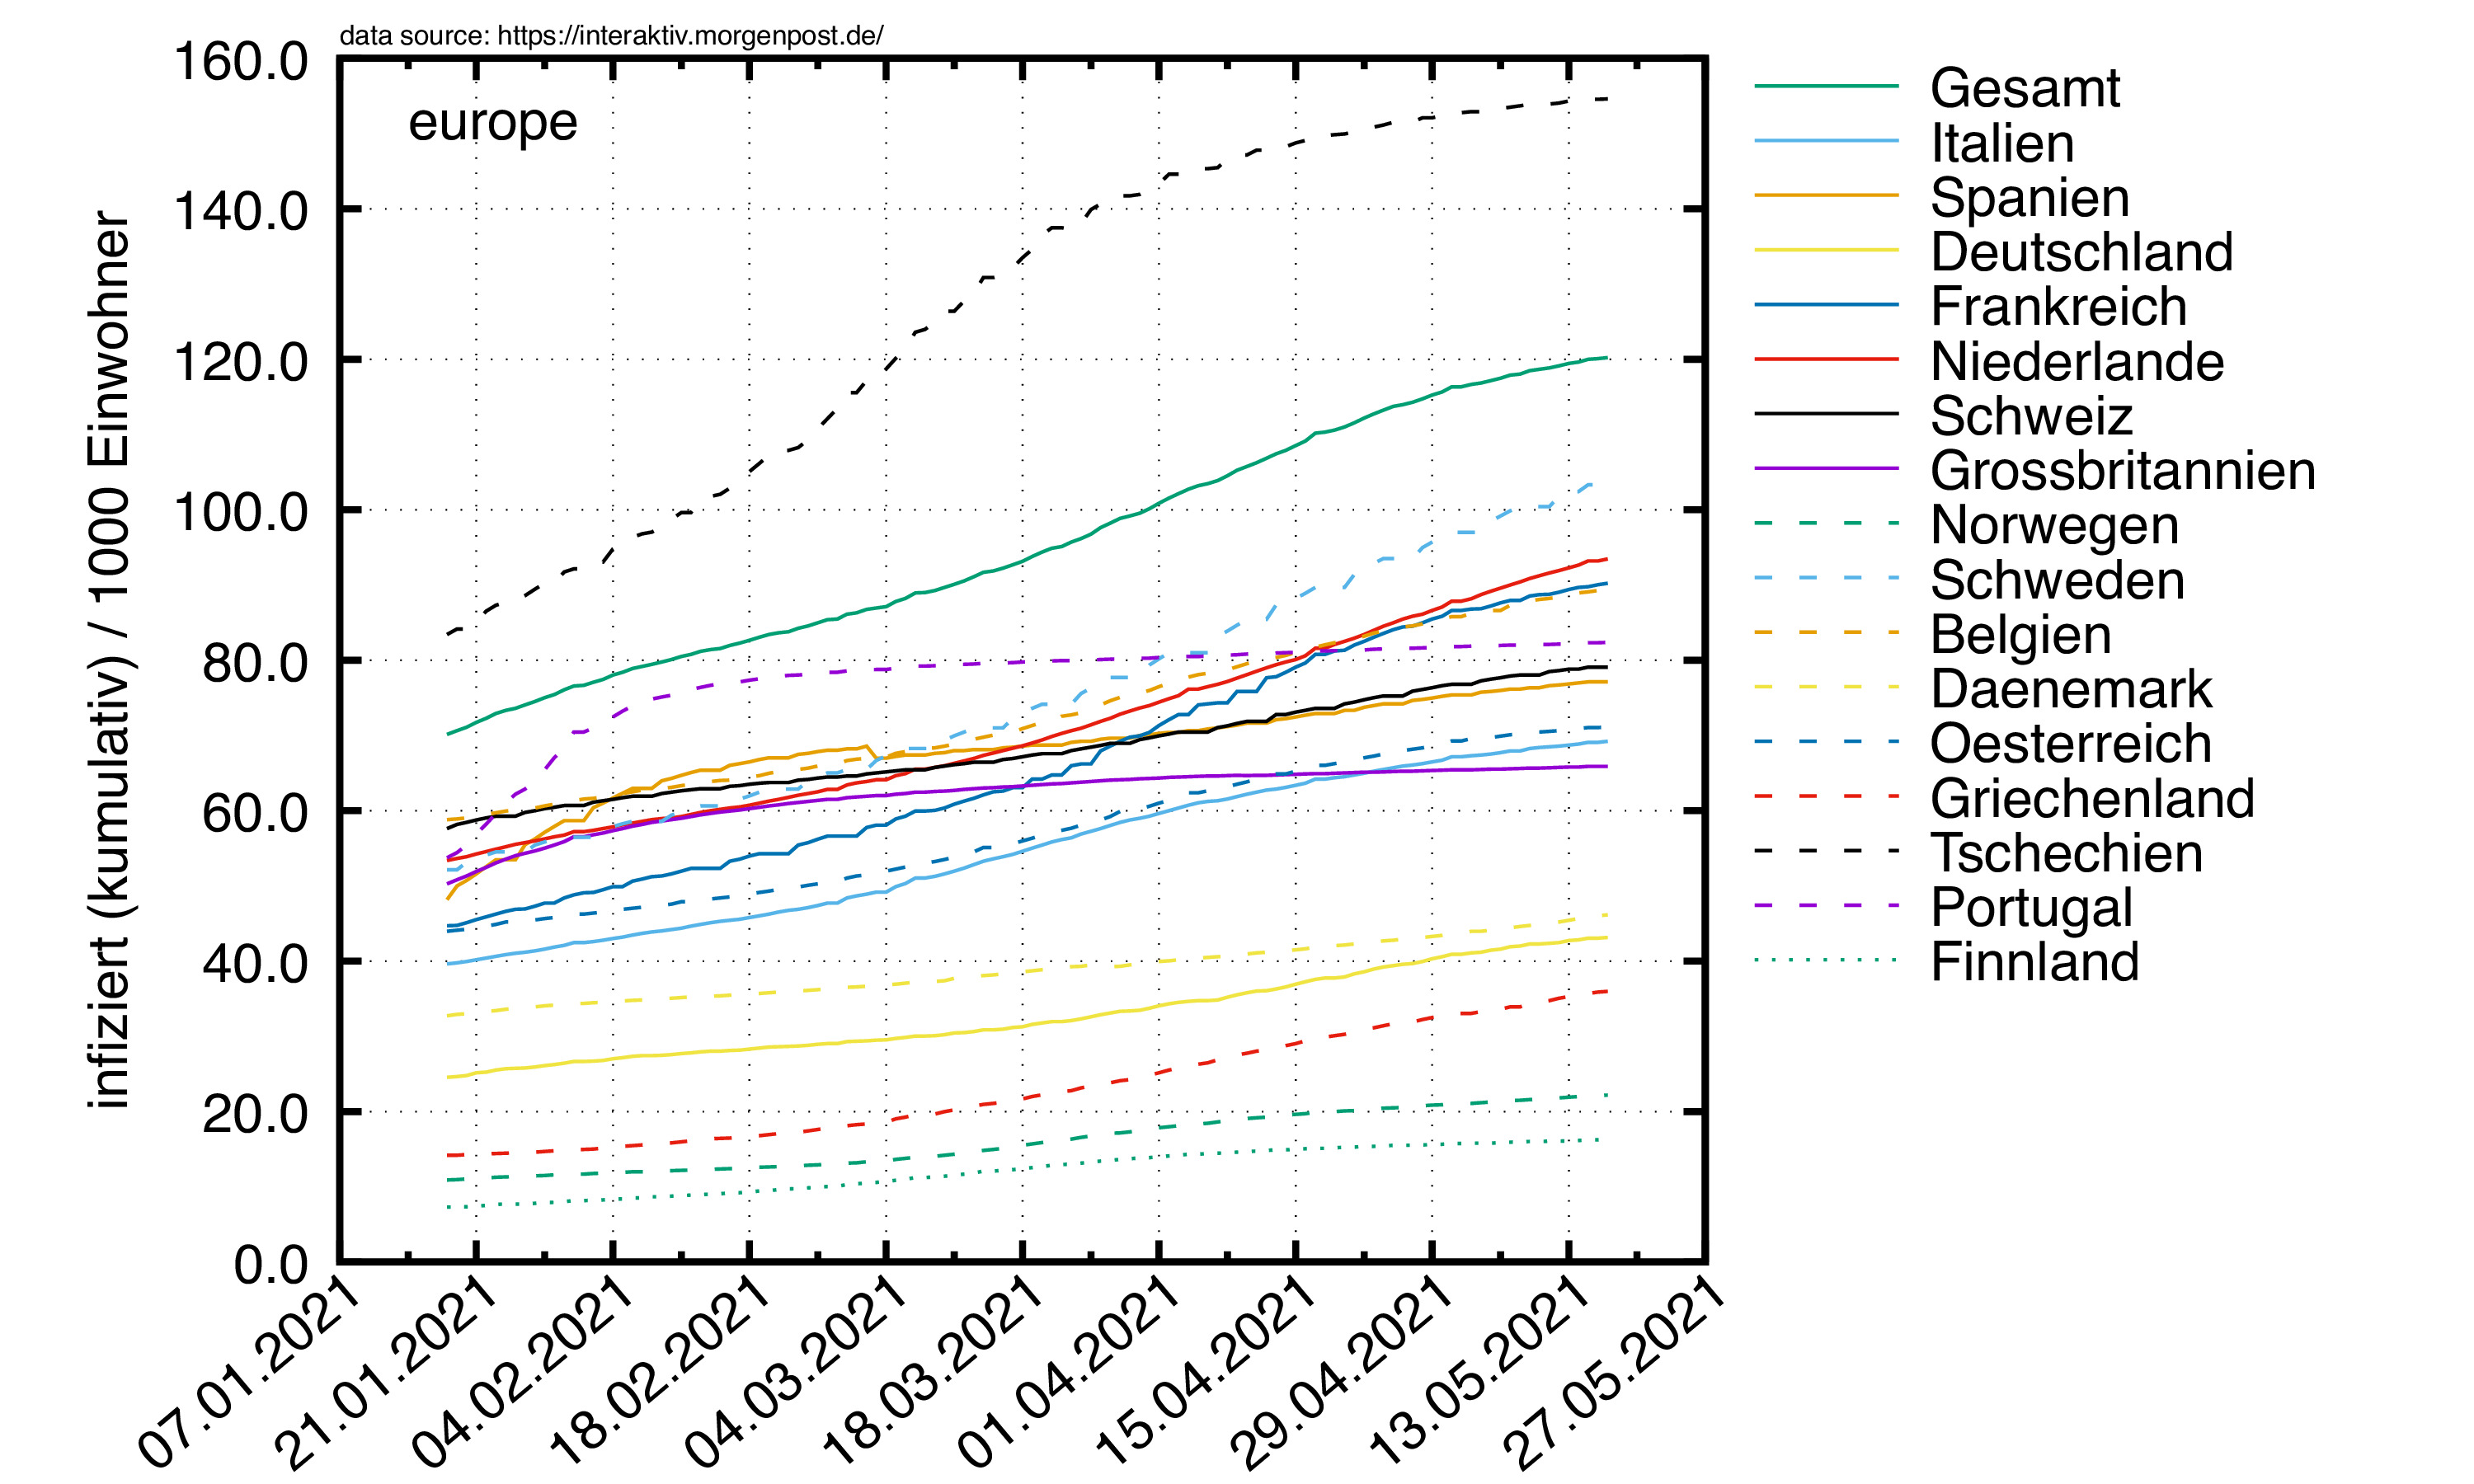 data source: https://interaktiv.morgenpost.de/
europe
infiziert (kumulativ) / 1000 Einwohner
160.0
140.0
120.0
100.0
80.0
60.0
40.0
20.0
0.0
07.01.2021
21.01.2021
04.02.2021
18.02.2021
04.03.2021
18.03.2021
01.04.2021
15.04.2021
29.04.2021
13.05.2021
27.05.2021
Gesamt
Italien
Spanien
Deutschland
Frankreich
Niederlande
Schweiz
Grossbritannien
Norwegen
Schweden
Belgien
Daenemark
Oesterreich
Griechenland
Tschechien
Portugal
Finnland